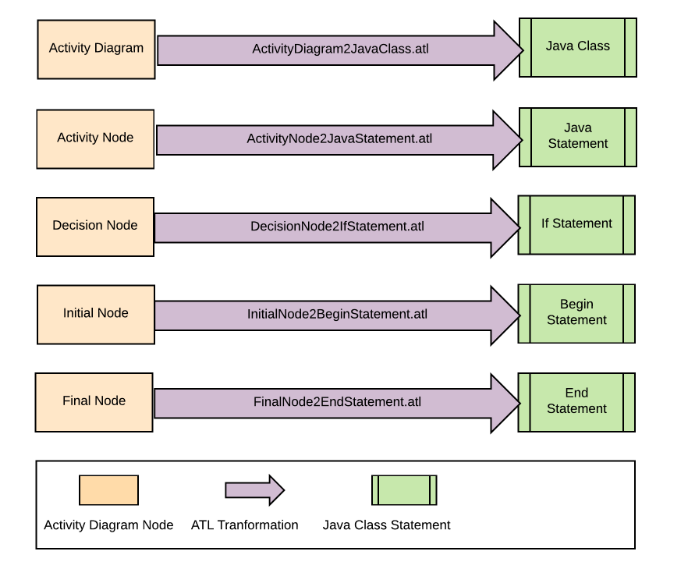 Activity Diagram
ActivityDiagram2JavaClass.atl
Java Class
Activity Node
ActivityNode2JavaStatement.atl
Java
Statement
Decision Node
DecisionNode2IfStatement.atl
If Statement
Initial Node
InitialNode2BeginStatement.atl
Begin
Statement
Final Node
FinalNode2EndStatement.atl
End
Statement
Activity Diagram Node
ATL Tranformation
Java Class Statement